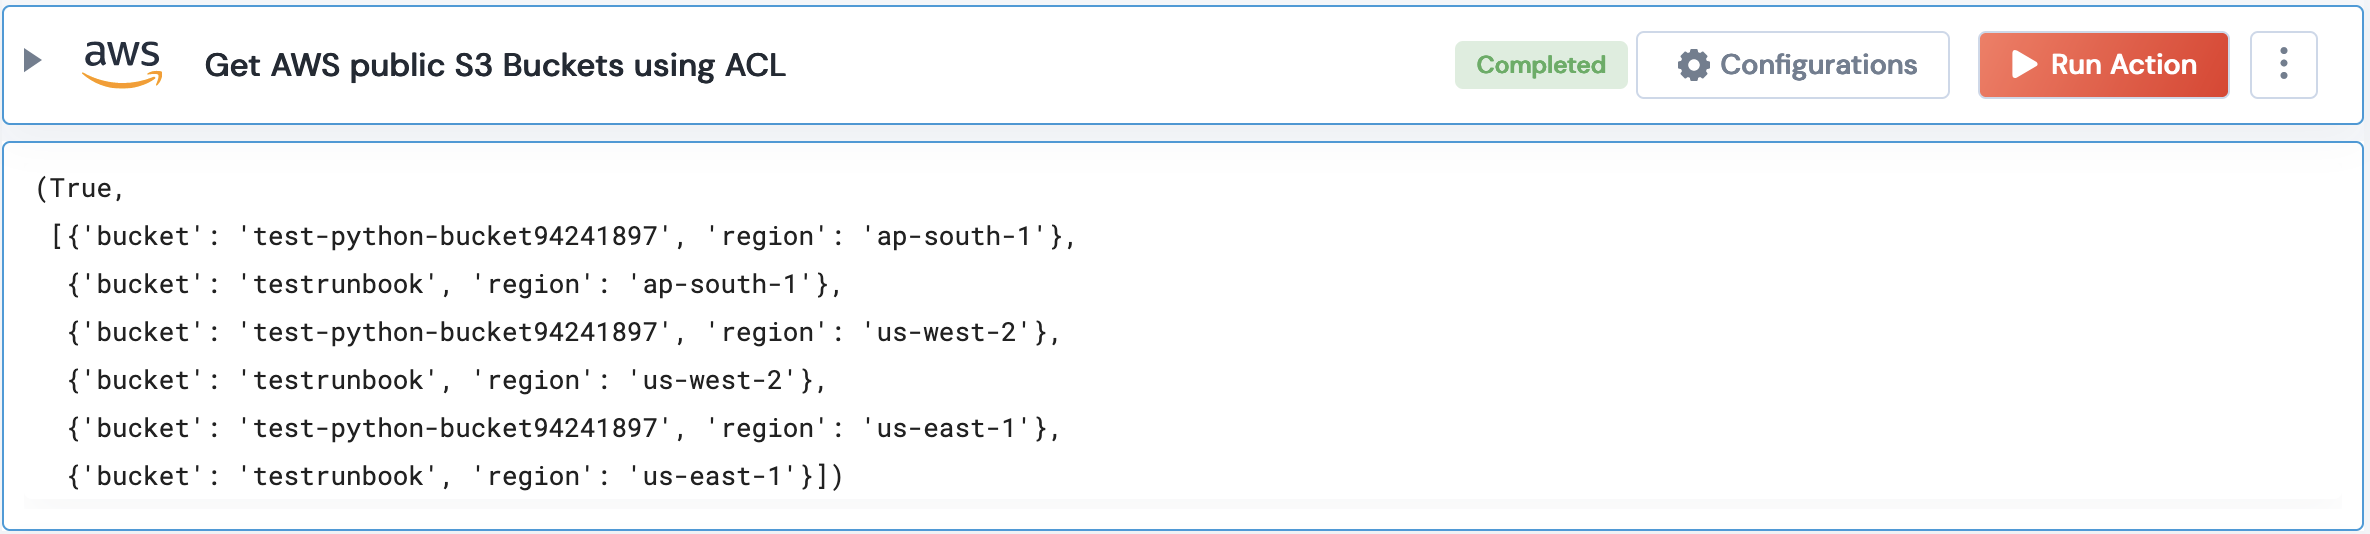 aws Get AWS public S3 Buckets using ACL Completed Configurations Run Action
(True,
 [{'bucket': 'test-python-bucket94241897', 'region': 'ap-south-1'},
  {'bucket': 'testrunbook', 'region': 'ap-south-1'},
  {'bucket': 'test-python-bucket94241897', 'region': 'us-west-2'},
  {'bucket': 'testrunbook', 'region': 'us-west-2'},
  {'bucket': 'test-python-bucket94241897', 'region': 'us-east-1'},
  {'bucket': 'testrunbook', 'region': 'us-east-1'}])